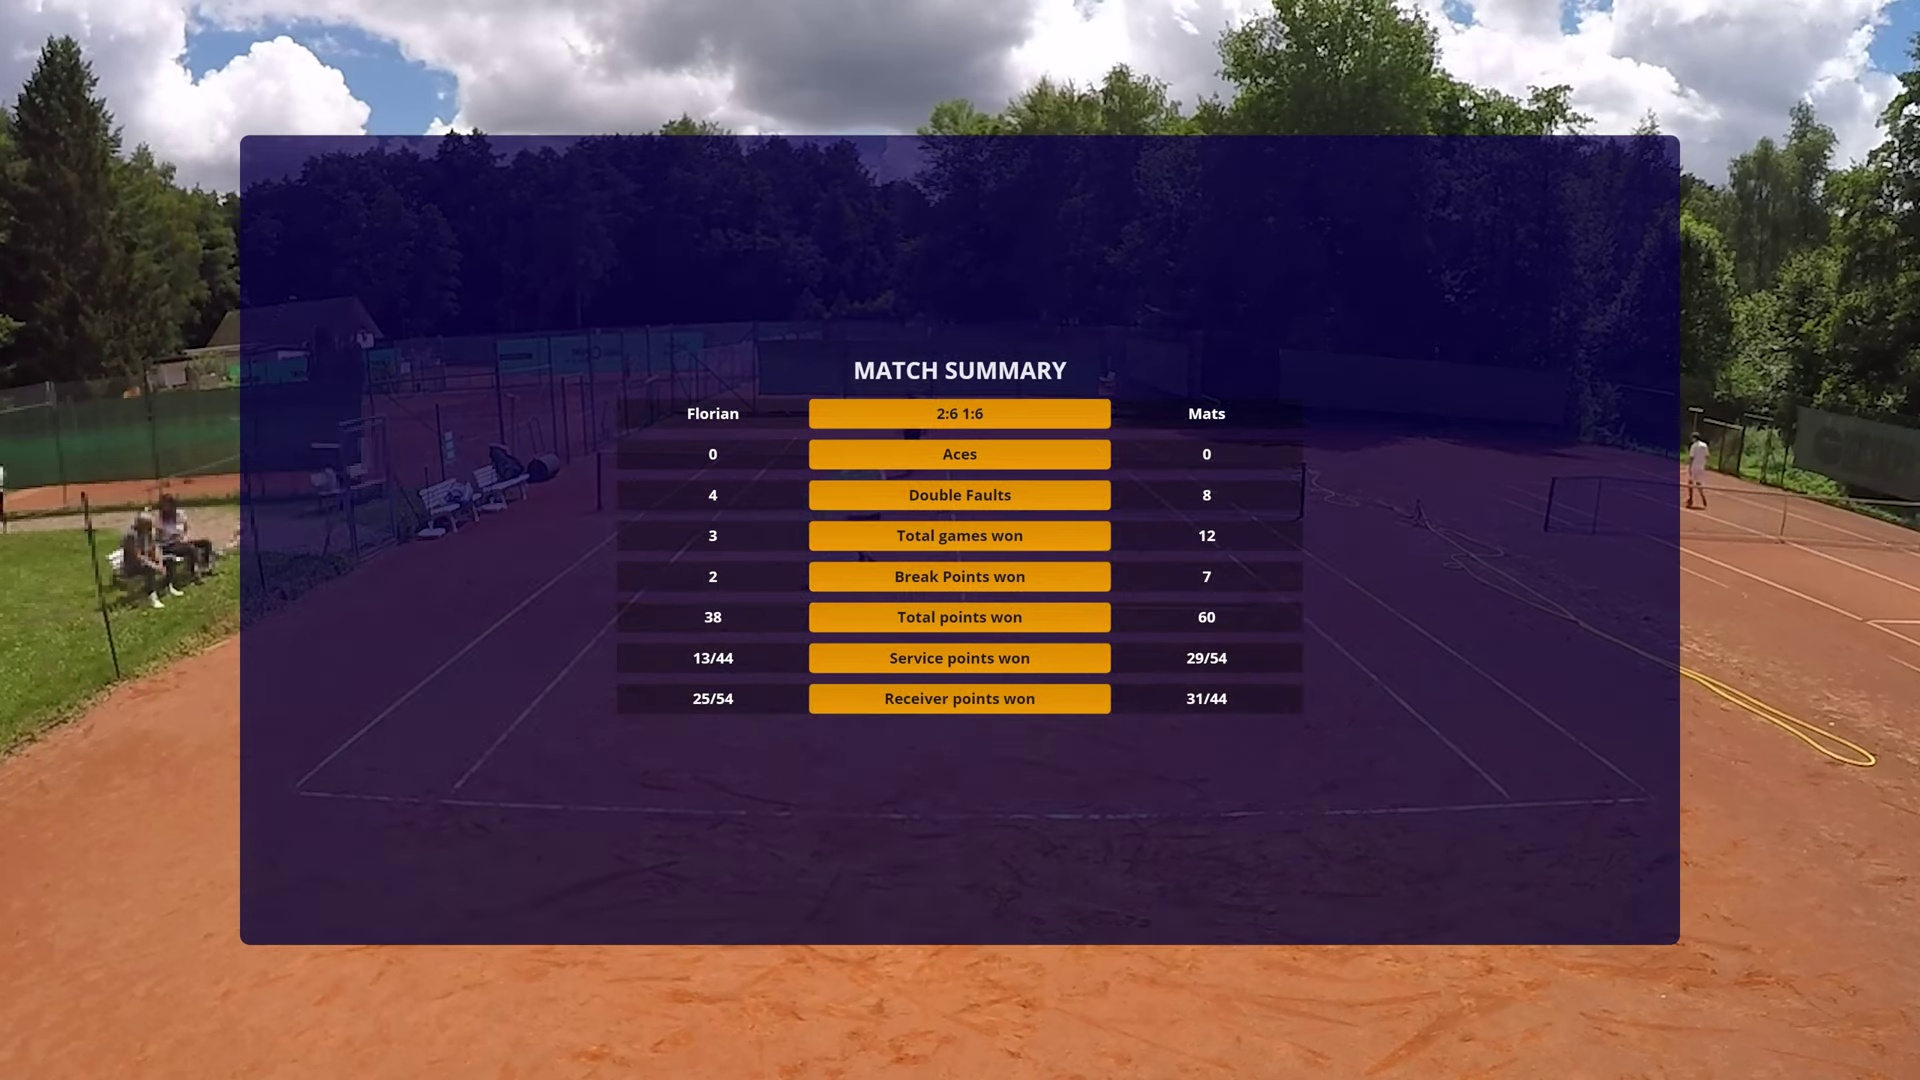 MATCH SUMMARY
Florian 2:6 1:6 Mats
0 Aces 0
4 Double Faults 8
3 Total games won 12
2 Break Points won 7
38 Total points won 60
13/44 Service points won 29/54
25/54 Receiver points won 31/44